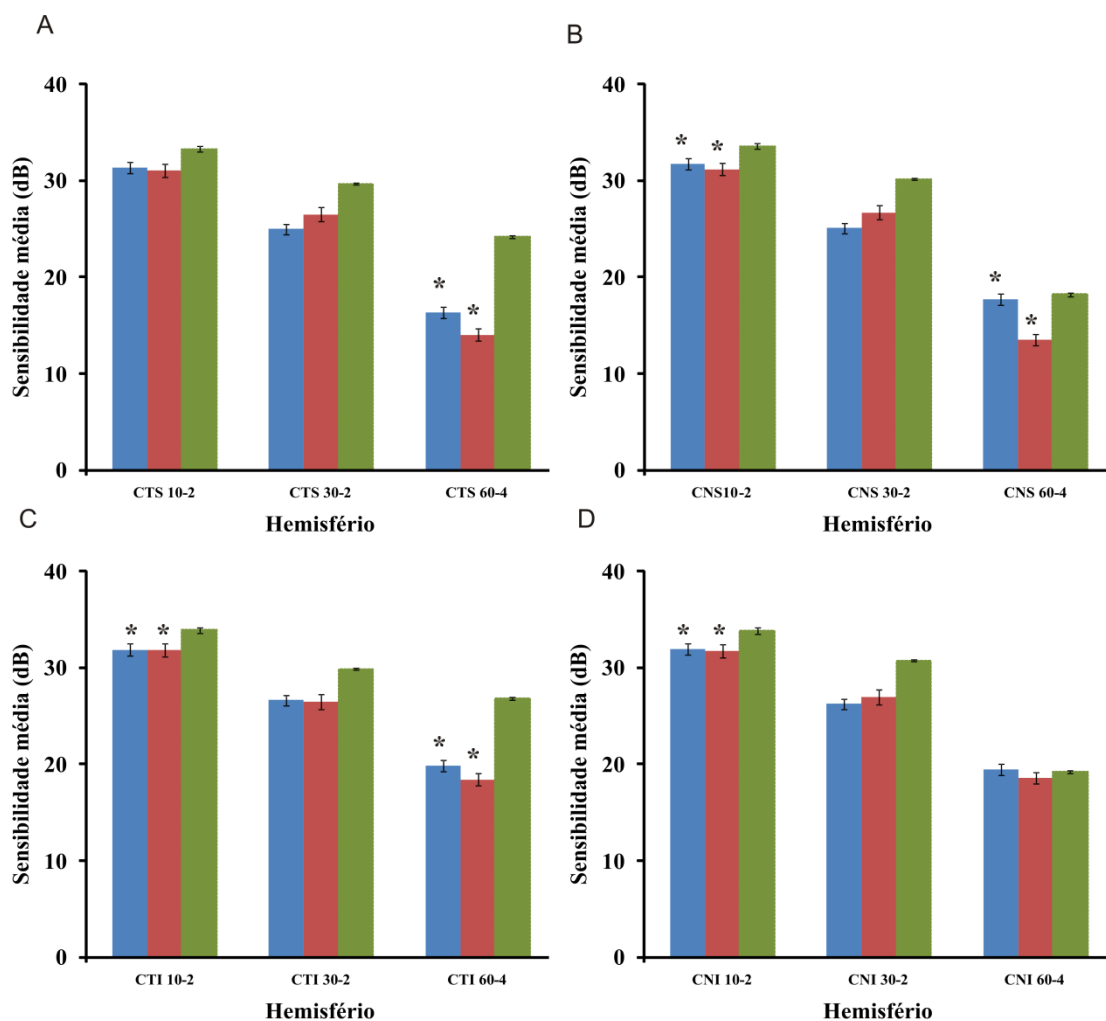 A
B
Sensibilidade média (dB)
40
30
20
10
0
* *
CTS 10-2 CTS 30-2 CTS 60-4
Hemisfério
Sensibilidade média (dB)
40
30
20
10
0
* * * *
CNS10-2 CNS 30-2 CNS 60-4
Hemisfério
C
D
Sensibilidade média (dB)
40
30
20
10
0
* * * *
CTI 10-2 CTI 30-2 CTI 60-4
Hemisfério
Sensibilidade média (dB)
40
30
20
10
0
* *
CNI 10-2 CNI 30-2 CNI 60-4
Hemisfério